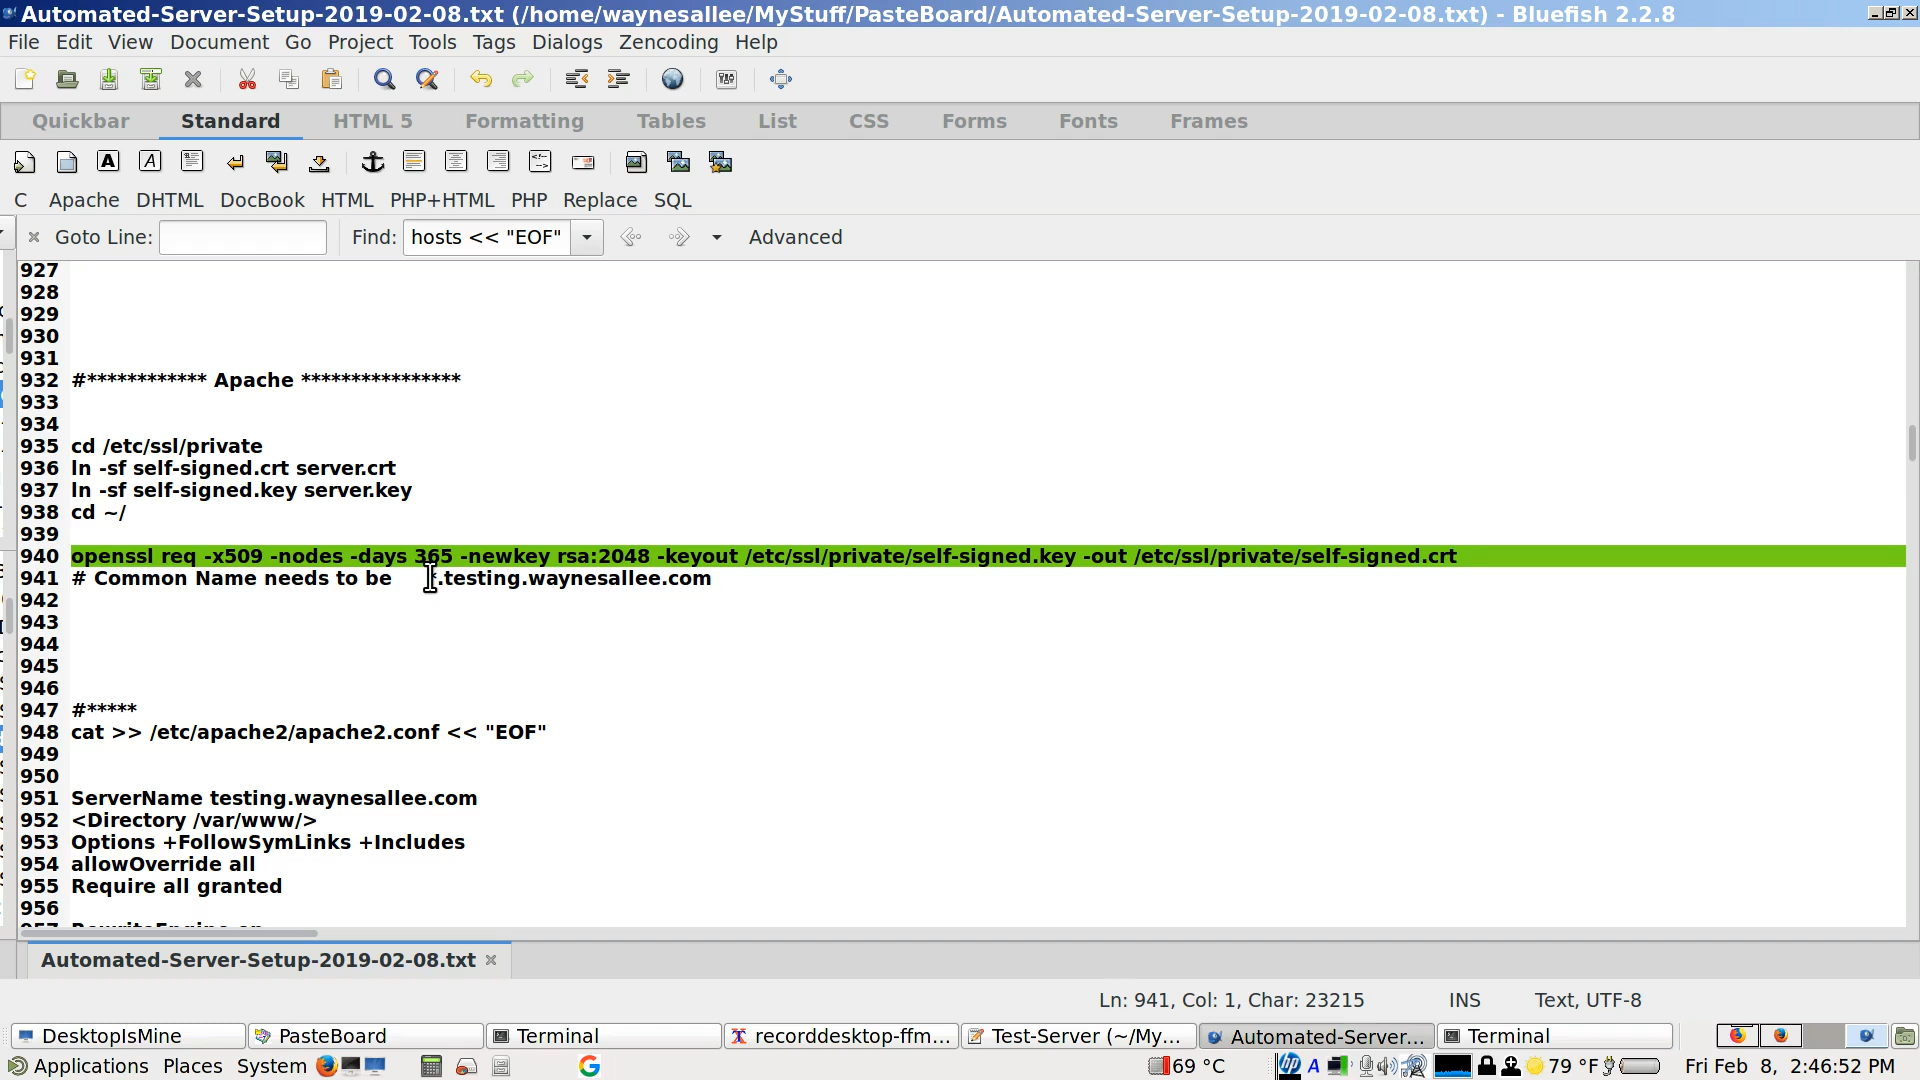 Automated-Server-Setup-2019-02-08.txt (/home/waynesallee/MyStuff/PasteBoard/Automated-Server-Setup-2019-02-08.txt) - Bluefish 2.2.8
File Edit View Document Go Project Tools Tags Dialogs Zencoding Help
Quickbar Standard HTML 5 Formatting Tables List CSS Forms Fonts Frames
C Apache DHTML DocBook HTML PHP+HTML PHP Replace SQL
Goto Line: Find: hosts << "EOF" Advanced
927
928
929
930
931
932 #************ Apache ****************
933
934
935 cd /etc/ssl/private
936 ln -sf self-signed.crt server.crt
937 ln -sf self-signed.key server.key
938 cd ~/
939
940 openssl req -x509 -nodes -days 365 -newkey rsa:2048 -keyout /etc/ssl/private/self-signed.key -out /etc/ssl/private/self-signed.crt
941 # Common Name needs to be *.testing.waynesallee.com
942
943
944
945
946
947 #*****
948 cat >> /etc/apache2/apache2.conf << "EOF"
949
950
951 ServerName testing.waynesallee.com
952 <Directory /var/www/>
953 Options +FollowSymLinks +Includes
954 allowOverride all
955 Require all granted
956
Automated-Server-Setup-2019-02-08.txt
Ln: 941, Col: 1, Char: 23215 INS Text, UTF-8
DesktopIsMine PasteBoard Terminal recorddesktop-ffm... Test-Server (~/My... Automated-Server... Terminal
Applications Places System 69 °C 79 °F Fri Feb 8, 2:46:52 PM